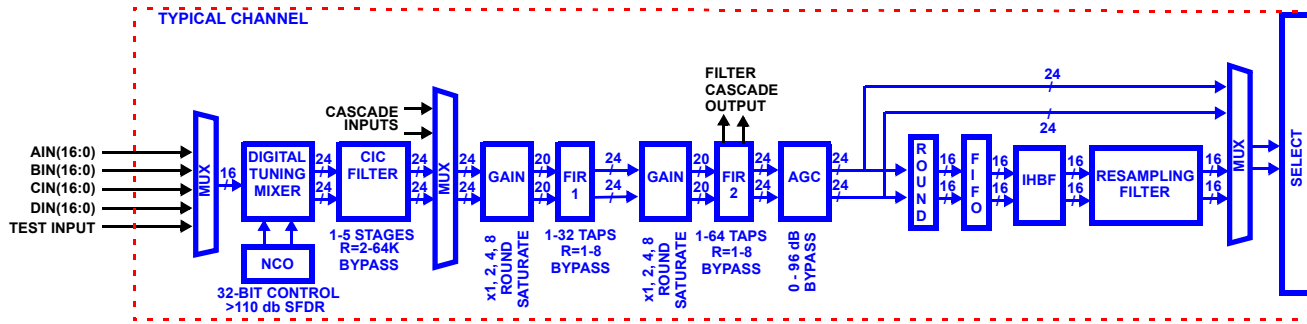 TYPICAL CHANNEL
AIN(16:0)
BIN(16:0)
CIN(16:0)
DIN(16:0)
TEST INPUT
MUX
16
DIGITAL
TUNING
MIXER
NCO
32-BIT CONTROL
>110 db SFDR
24
24
CIC
FILTER
1-5 STAGES
R=2-64K
BYPASS
24
24
CASCADE
INPUTS
MUX
24
24
GAIN
x1, 2, 4, 8
ROUND
SATURATE
20
20
FIR
1
1-32 TAPS
R=1-8
BYPASS
24
24
GAIN
x1, 2, 4, 8
ROUND
SATURATE
20
20
FILTER
CASCADE
OUTPUT
FIR
2
1-64 TAPS
R=1-8
BYPASS
24
24
AGC
0 - 96 dB
BYPASS
24
24
24
24
ROUND
16
16
FIFO
16
16
IHBF
16
16
RESAMPLING
FILTER
16
16
MUX
SELECT